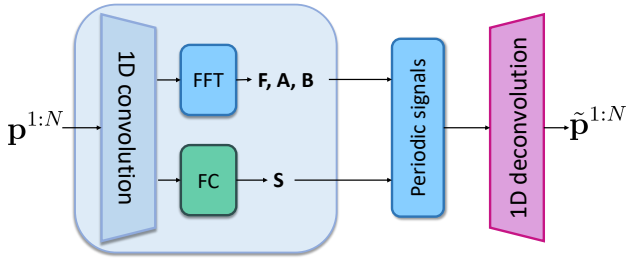 p^{1:N}
1D convolution
FFT
F, A, B
FC
S
Periodic signals
1D deconvolution
p̃^{1:N}